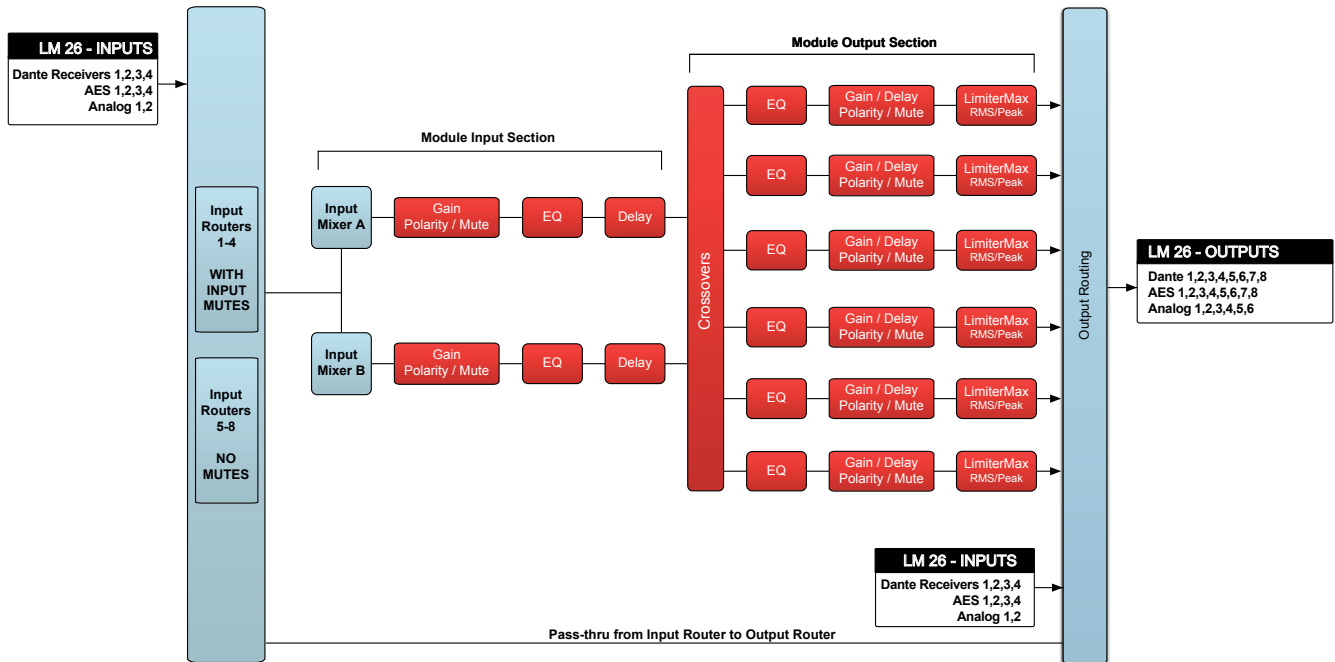 LM 26 - INPUTS
Dante Receivers 1,2,3,4
AES 1,2,3,4
Analog 1,2
Input
Routers
1-4
WITH
INPUT
MUTES
Input
Routers
5-8
NO
MUTES
Module Input Section
Input
Mixer A
Gain
Polarity / Mute
EQ
Delay
Input
Mixer B
Gain
Polarity / Mute
EQ
Delay
Module Output Section
Crossovers
EQ
Gain / Delay
Polarity / Mute
LimiterMax
RMS/Peak
EQ
Gain / Delay
Polarity / Mute
LimiterMax
RMS/Peak
EQ
Gain / Delay
Polarity / Mute
LimiterMax
RMS/Peak
EQ
Gain / Delay
Polarity / Mute
LimiterMax
RMS/Peak
EQ
Gain / Delay
Polarity / Mute
LimiterMax
RMS/Peak
EQ
Gain / Delay
Polarity / Mute
LimiterMax
RMS/Peak
Output Routing
LM 26 - OUTPUTS
Dante 1,2,3,4,5,6,7,8
AES 1,2,3,4,5,6,7,8
Analog 1,2,3,4,5,6
LM 26 - INPUTS
Dante Receivers 1,2,3,4
AES 1,2,3,4
Analog 1,2
Pass-thru from Input Router to Output Router